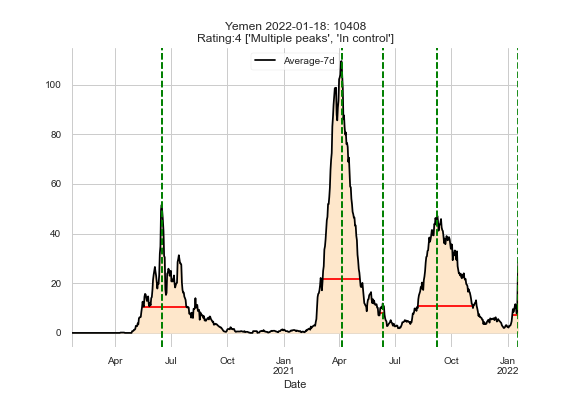 Yemen 2022-01-18: 10408
Rating:4 ['Multiple peaks', 'In control']
Average-7d
100
80
60
40
20
0
Apr
Jul
Oct
Jan
2021
Apr
Jul
Oct
Jan
2022
Date